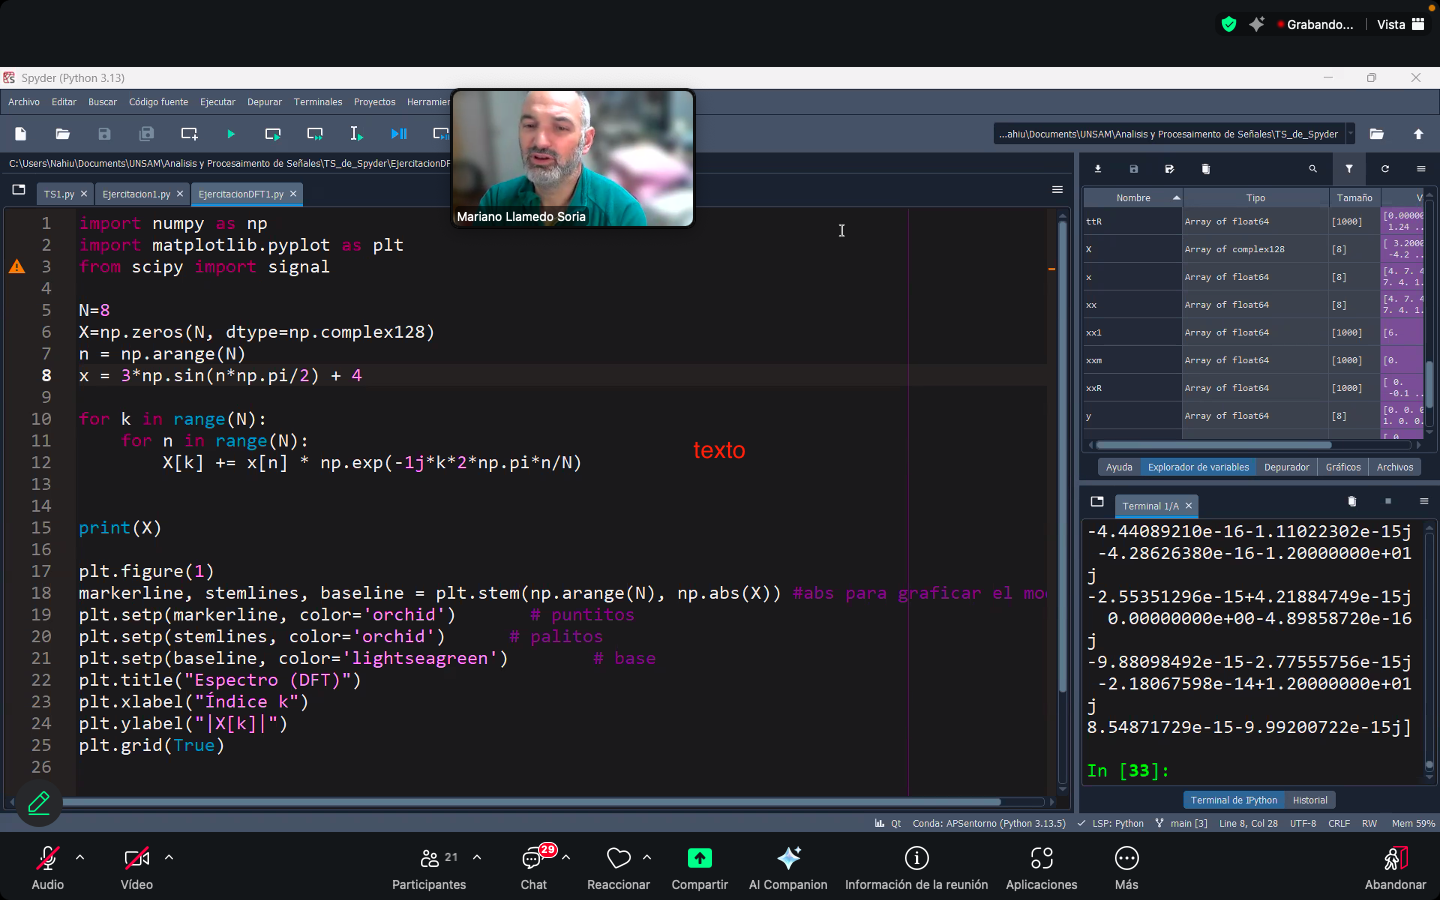 Grabando...
Vista
Spyder (Python 3.13)
Archivo Editar Buscar Código fuente Ejecutar Depurar Terminales Proyectos Herramien
...ahiu\Documents\UNSAM\Analisis y Procesaimento de Señales\TS_de_Spyder
C:\Users\Nahiu\Documents\UNSAM\Analisis y Procesaimento de Señales\TS_de_Spyder\EjercitacionDF
TS1.py
Ejercitacion1.py
EjercitacionDFT1.py
Mariano Llamedo Soria
1 import numpy as np
2 import matplotlib.pyplot as plt
3 from scipy import signal
4
5 N=8
6 X=np.zeros(N, dtype=np.complex128)
7 n = np.arange(N)
8 x = 3*np.sin(n*np.pi/2) + 4
9
10 for k in range(N):
11 for n in range(N):
12 X[k] += x[n] * np.exp(-1j*k*2*np.pi*n/N)
13
14
15 print(X)
16
17 plt.figure(1)
18 markerline, stemlines, baseline = plt.stem(np.arange(N), np.abs(X)) #abs para graficar el mo
19 plt.setp(markerline, color='orchid') # puntitos
20 plt.setp(stemlines, color='orchid') # palitos
21 plt.setp(baseline, color='lightseagreen') # base
22 plt.title("Espectro (DFT)")
23 plt.xlabel("Índice k")
24 plt.ylabel("|X[k]|")
25 plt.grid(True)
26
texto
Nombre Tipo Tamaño V
ttR Array of float64 [1000] [0.00000
1.24 ..
X Array of complex128 [8] [ 3.2000
-4.2 ..
x Array of float64 [8] [4. 7. 4
7. 4. 1.
xx Array of float64 [8] [4. 7. 4
7. 4. 1.
xx1 Array of float64 [1000] [6.
xxm Array of float64 [1000] [0.
xxR Array of float64 [1000] [ 0.
-0.1 ..
y Array of float64 [8] [0. 0. 0
1. 0. 0.
Ayuda Explorador de variables Depurador Gráficos Archivos
Terminal 1/A
-4.44089210e-16-1.11022302e-15j
-4.28626380e-16-1.20000000e+01
j
-2.55351296e-15+4.21884749e-15j
0.00000000e+00-4.89858720e-16
j
-9.88098492e-15-2.77555756e-15j
-2.18067598e-14+1.20000000e+01
j
8.54871729e-15-9.99200722e-15j]
In [33]:
Terminal de IPython Historial
Qt Conda: APSentorno (Python 3.13.5) LSP: Python main [3] Line 8, Col 28 UTF-8 CRLF RW Mem 59%
Audio
Vídeo
21
Participantes
29
Chat
Reaccionar
Compartir
AI Companion
Información de la reunión
Aplicaciones
Más
Abandonar